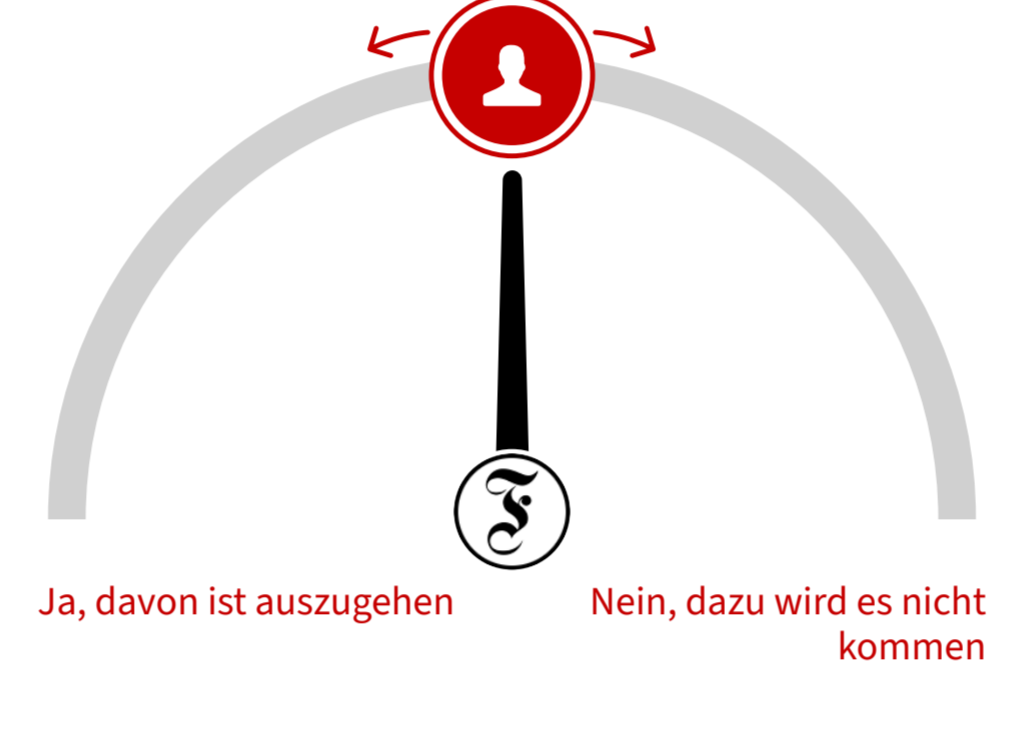 F
Ja, davon ist auszugehen
Nein, dazu wird es nicht
kommen